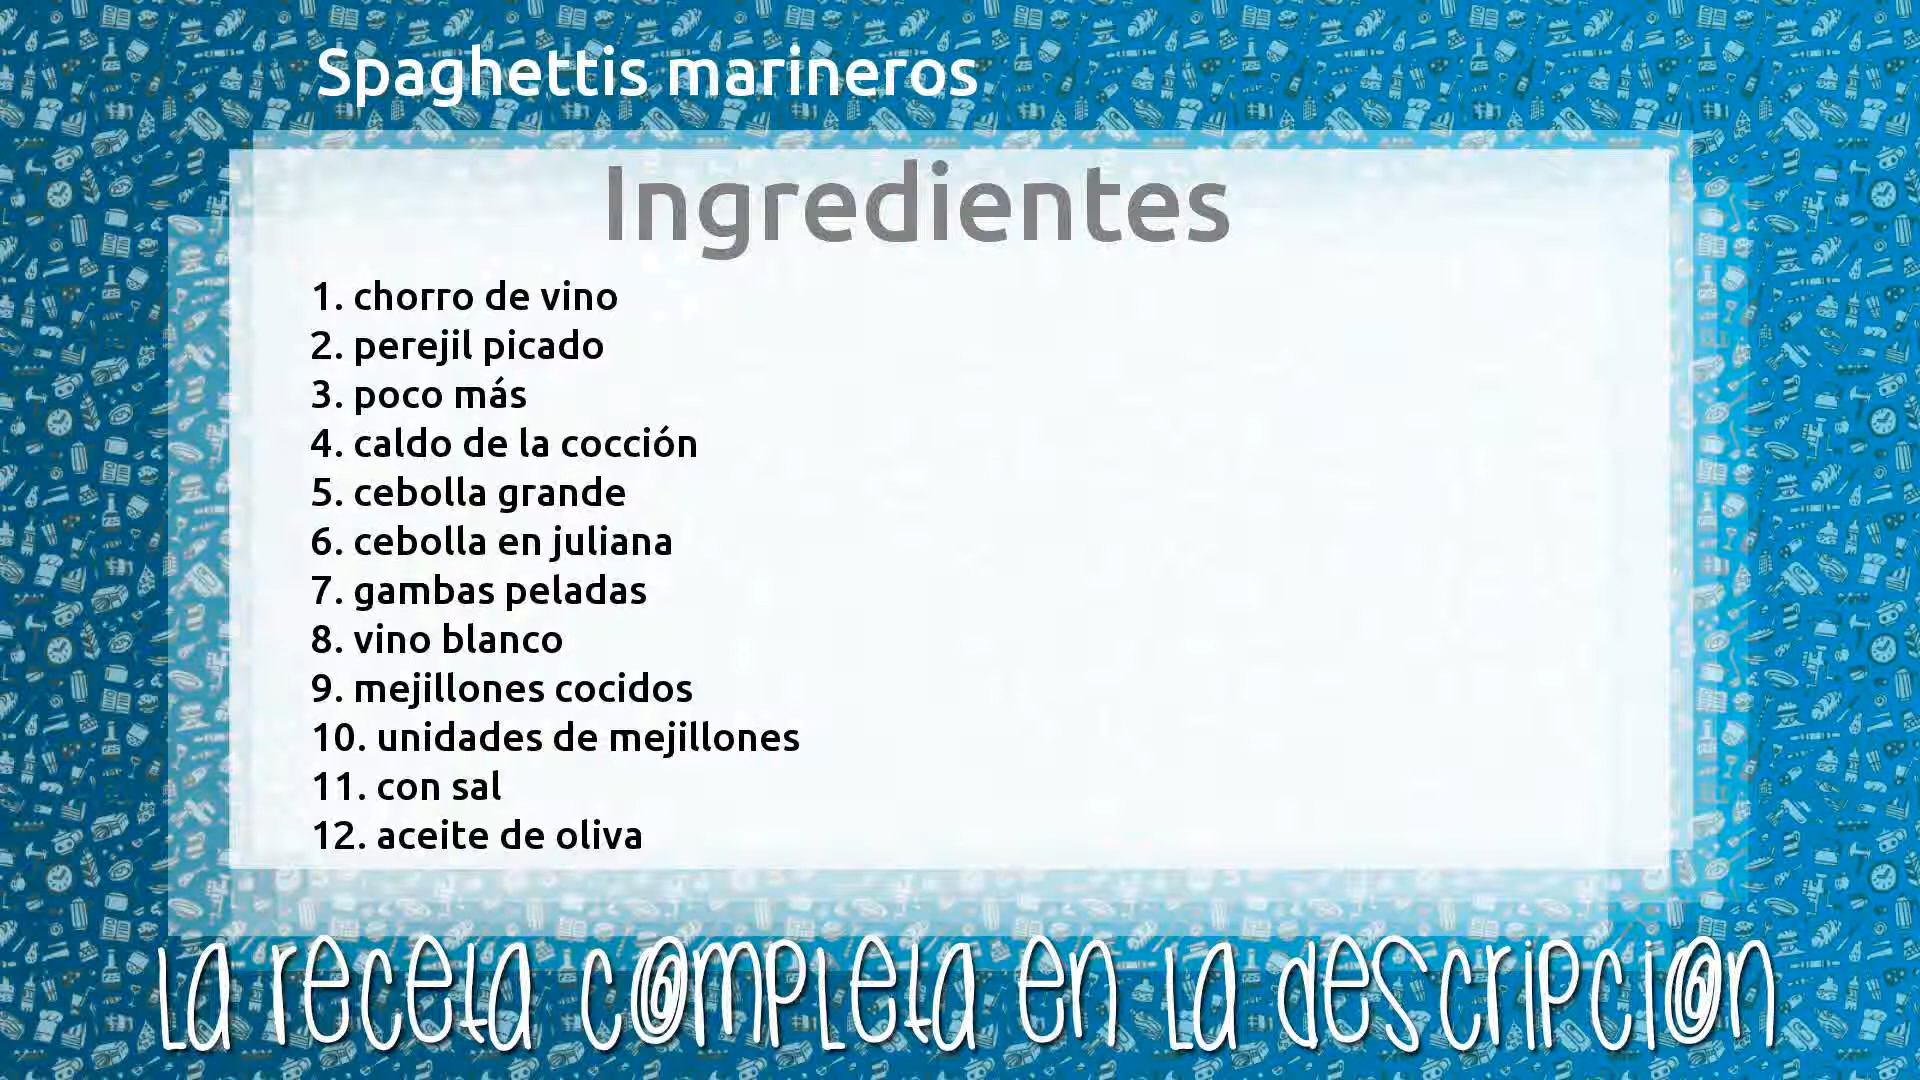 Spaghettis marineros
Ingredientes
1. chorro de vino
2. perejil picado
3. poco más
4. caldo de la cocción
5. cebolla grande
6. cebolla en juliana
7. gambas peladas
8. vino blanco
9. mejillones cocidos
10. unidades de mejillones
11. con sal
12. aceite de oliva
La receta c@mpleta en la descripci@n